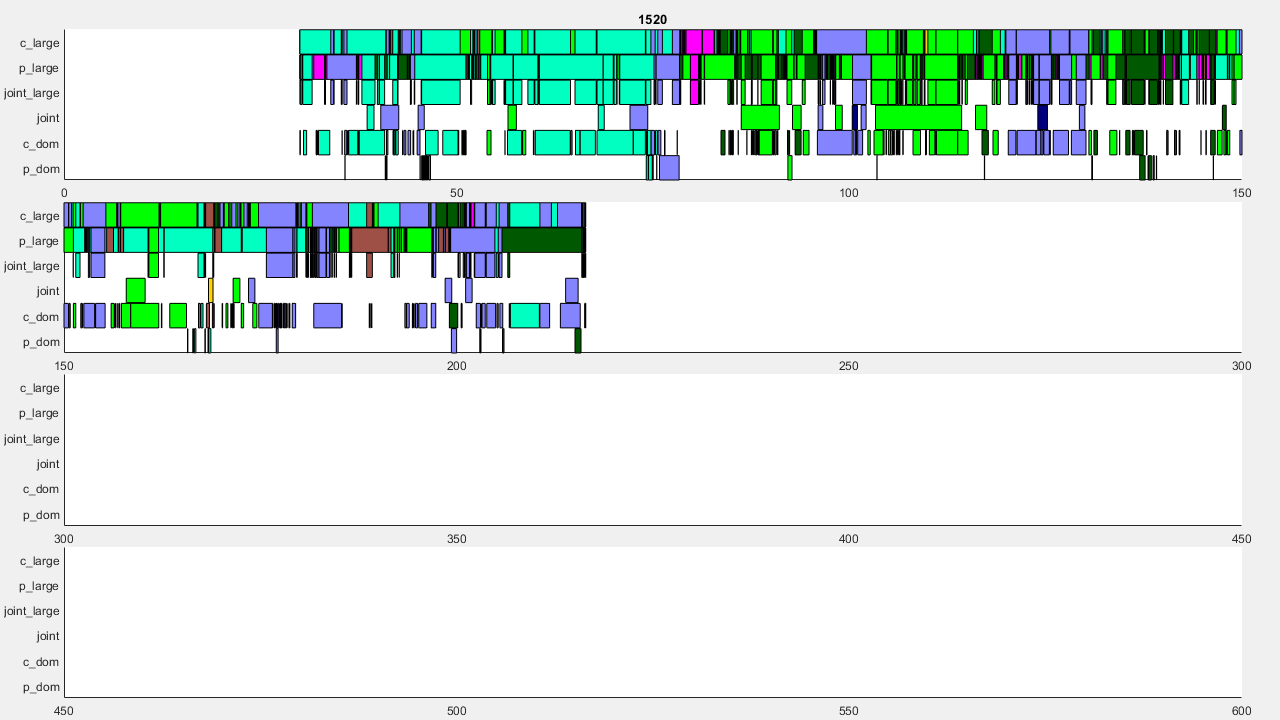 1520
c_large
p_large
joint_large
joint
c_dom
p_dom
0 50 100 150
c_large
p_large
joint_large
joint
c_dom
p_dom
150 200 250 300
c_large
p_large
joint_large
joint
c_dom
p_dom
300 350 400 450
c_large
p_large
joint_large
joint
c_dom
p_dom
450 500 550 600